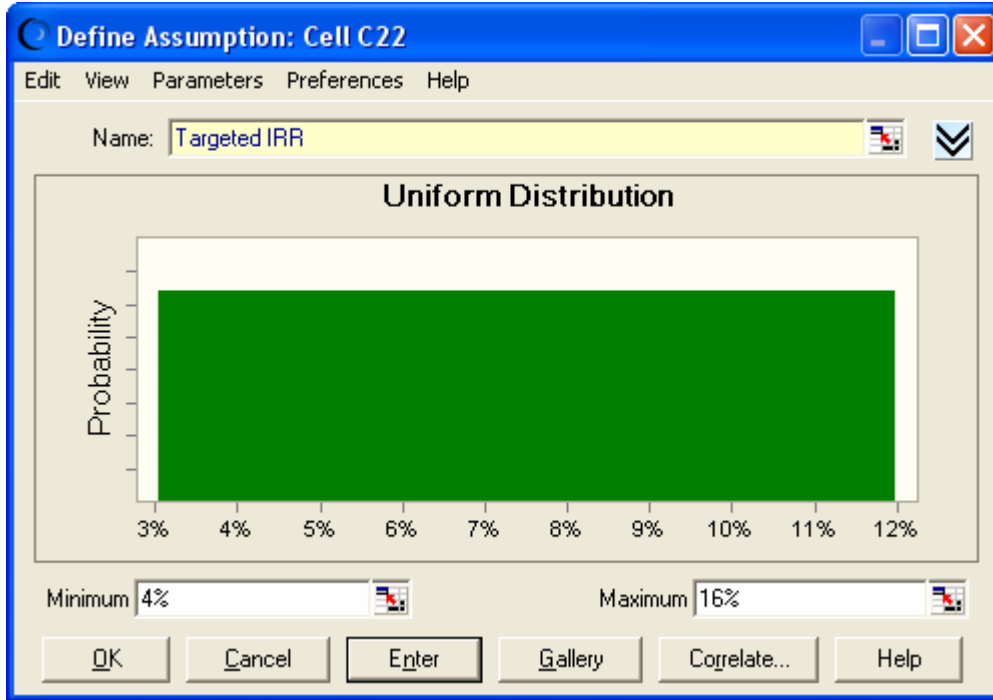 Define Assumption: Cell C22
Edit View Parameters Preferences Help
Name: Targeted IRR
Uniform Distribution
Probability
3% 4% 5% 6% 7% 8% 9% 10% 11% 12%
Minimum 4% Maximum 16%
OK Cancel Enter Gallery Correlate... Help